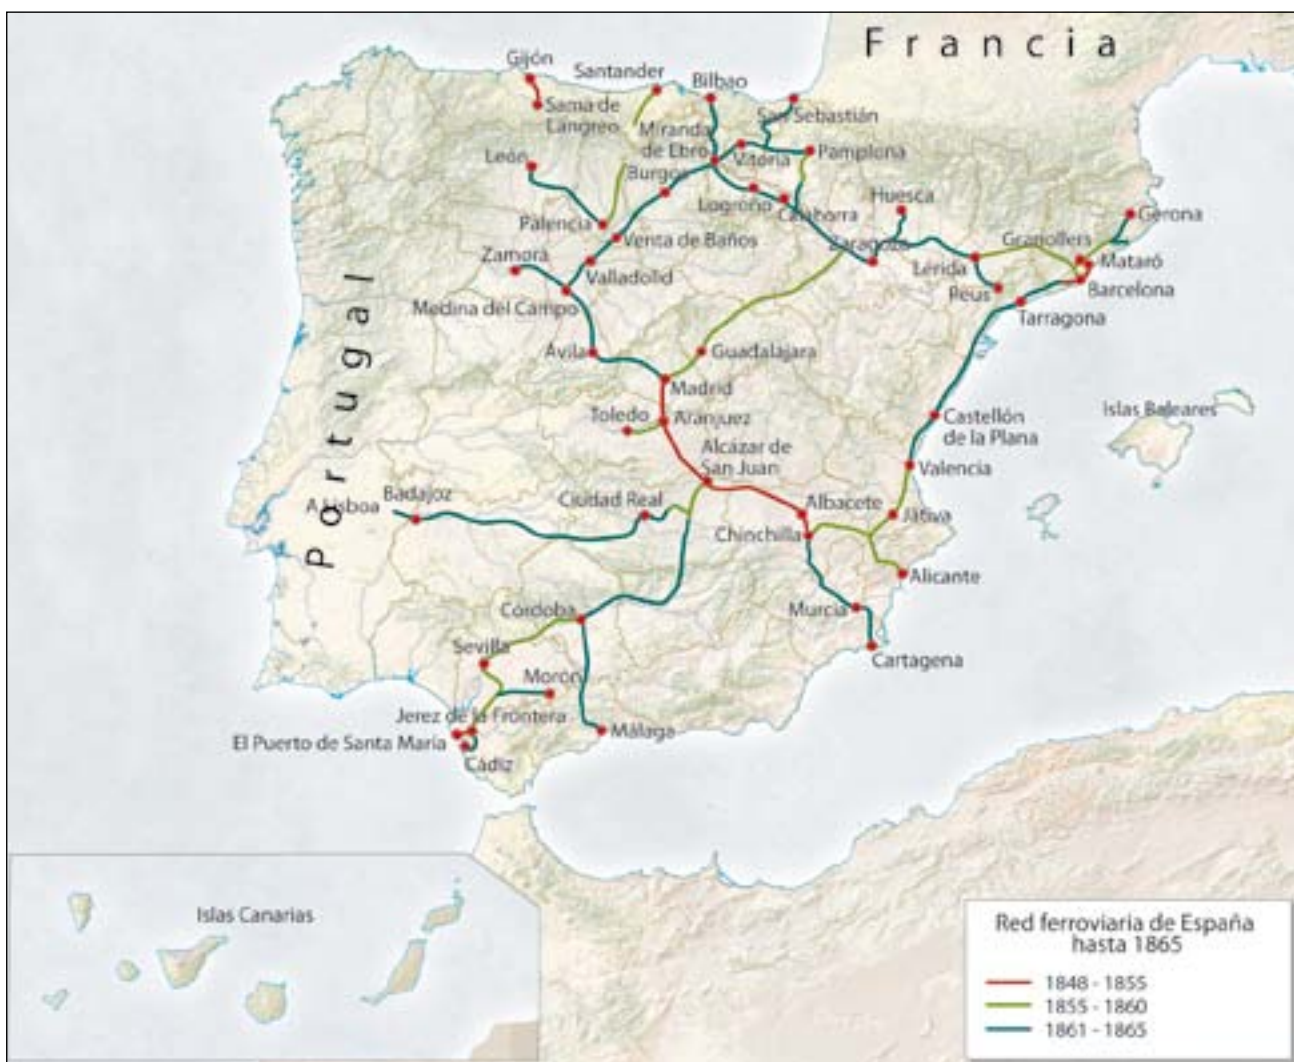 Francia
Gijón
Santander
Bilbao
Sama de
Langreo
San Sebastián
Miranda
de Ebro
Vitoria
Pamplona
León
Burgos
Logroño
Calahorra
Huesca
Gerona
Palencia
Venta de Baños
Zaragoza
Granollers
Zamora
Valladolid
Lérida
Mataró
Medina del Campo
Reus
Barcelona
Tarragona
Portugal
Ávila
Guadalajara
Madrid
Toledo
Aranjuez
Islas Baleares
Castellón
de la Plana
Alcázar de
San Juan
Valencia
A Lisboa
Badajoz
Ciudad Real
Albacete
Játiva
Chinchilla
Alicante
Córdoba
Murcia
Sevilla
Cartagena
Morón
Jerez de la Frontera
El Puerto de Santa María
Málaga
Cádiz
Islas Canarias
Red ferroviaria de España
hasta 1865
1848 - 1855
1855 - 1860
1861 - 1865